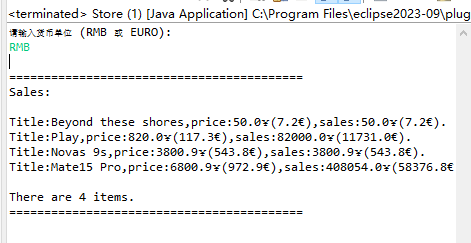 <terminated> Store (1) [Java Application] C:\Program Files\eclipse2023-09\plug
请输入货币单位 (RMB 或 EURO):
RMB
==========================================
Sales:
Title:Beyond these shores,price:50.0¥(7.2€),sales:50.0¥(7.2€).
Title:Play,price:820.0¥(117.3€),sales:82000.0¥(11731.0€).
Title:Novas 9s,price:3800.9¥(543.8€),sales:3800.9¥(543.8€).
Title:Mate15 Pro,price:6800.9¥(972.9€),sales:408054.0¥(58376.8€
There are 4 items.
==========================================